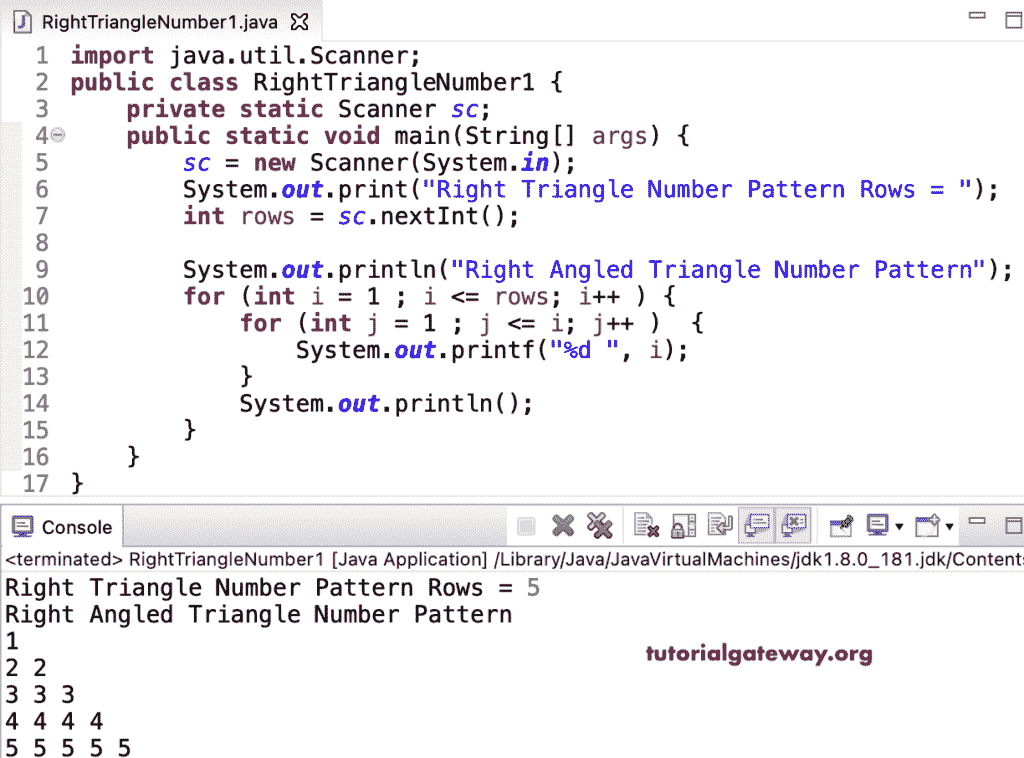 RightTriangleNumber1.java
1 import java.util.Scanner;
2 public class RightTriangleNumber1 {
3     private static Scanner sc;
4     public static void main(String[] args) {
5         sc = new Scanner(System.in);
6         System.out.print("Right Triangle Number Pattern Rows = ");
7         int rows = sc.nextInt();
8
9         System.out.println("Right Angled Triangle Number Pattern");
10         for (int i = 1 ; i <= rows; i++ ) {
11             for (int j = 1 ; j <= i; j++ )  {
12                 System.out.printf("%d ", i);
13             }
14             System.out.println();
15         }
16     }
17 }
Console
<terminated> RightTriangleNumber1 [Java Application] /Library/Java/JavaVirtualMachines/jdk1.8.0_181.jdk/Content
Right Triangle Number Pattern Rows = 5
Right Angled Triangle Number Pattern
1
tutorialgateway.org
2 2
3 3 3
4 4 4 4
5 5 5 5 5